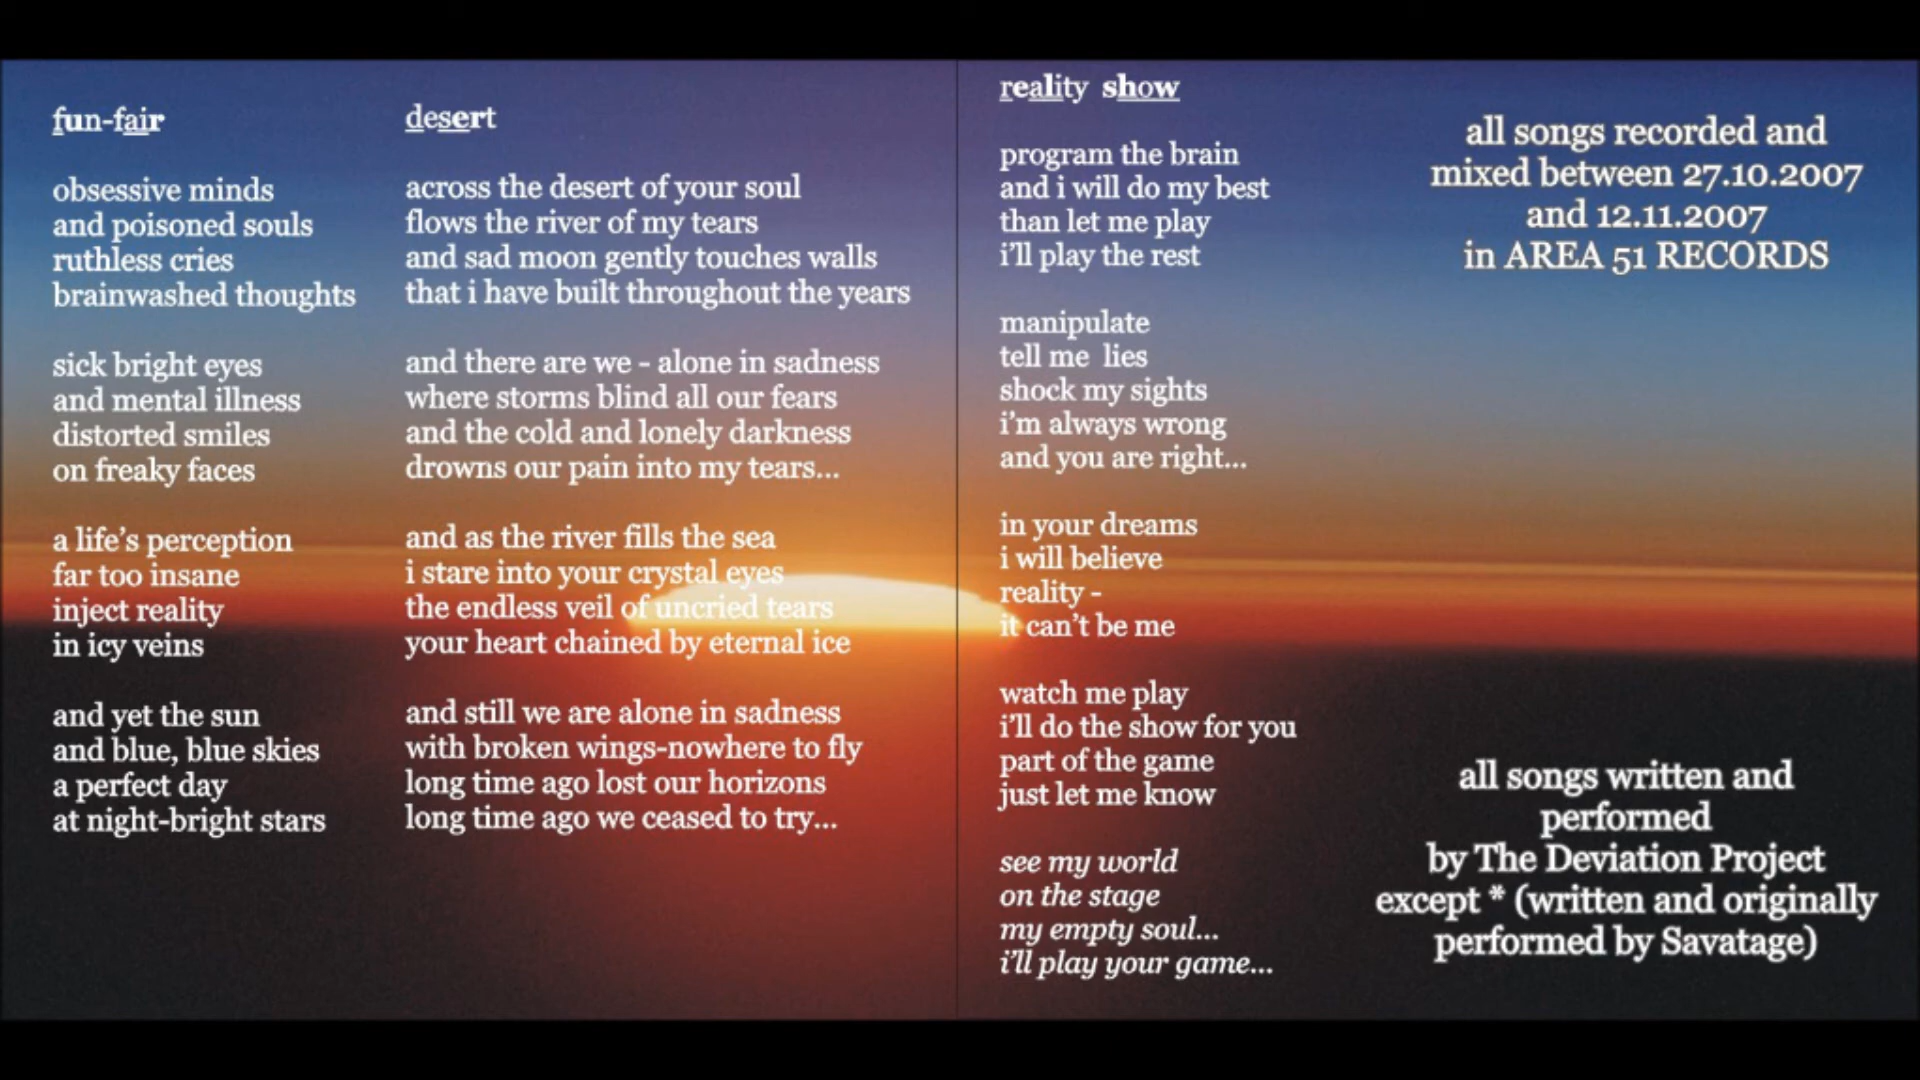 fun-fair
obsessive minds
and poisoned souls
ruthless cries
brainwashed thoughts
sick bright eyes
and mental illness
distorted smiles
on freaky faces
a life's perception
far too insane
inject reality
in icy veins
and yet the sun
and blue, blue skies
a perfect day
at night-bright stars
desert
across the desert of your soul
flows the river of my tears
and sad moon gently touches walls
that i have built throughout the years
and there are we - alone in sadness
where storms blind all our fears
and the cold and lonely darkness
drowns our pain into my tears...
and as the river fills the sea
i stare into your crystal eyes
the endless veil of uncried tears
your heart chained by eternal ice
and still we are alone in sadness
with broken wings-nowhere to fly
long time ago lost our horizons
long time ago we ceased to try...
reality show
program the brain
and i will do my best
than let me play
i'll play the rest
manipulate
tell me lies
shock my sights
i'm always wrong
and you are right...
in your dreams
i will believe
reality -
it can't be me
watch me play
i'll do the show for you
part of the game
just let me know
see my world
on the stage
my empty soul...
i'll play your game...
all songs recorded and
mixed between 27.10.2007
and 12.11.2007
in AREA 51 RECORDS
all songs written and
performed
by The Deviation Project
except * (written and originally
performed by Savatage)